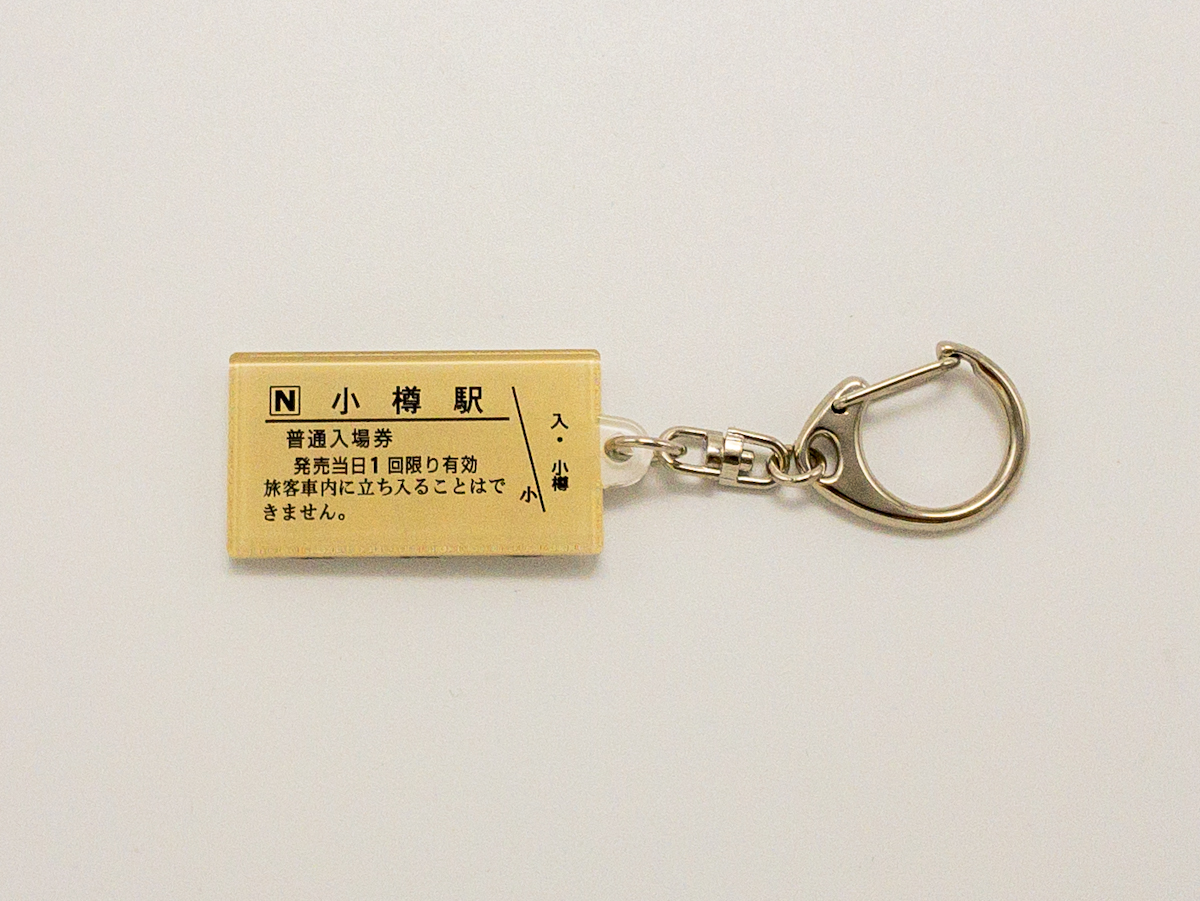 N 小樽駅
普通入場券
発売当日1回限り有効
旅客車内に立ち入ることはで
きません。
入・小樽
小